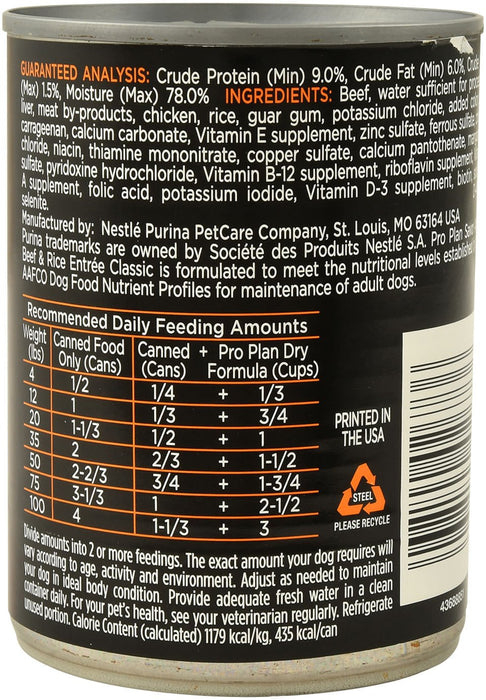 GUARANTEED ANALYSIS: Crude Protein (Min) 9.0%, Crude Fat (Min) 6.0%, Crude
(Max) 1.5%, Moisture (Max) 78.0% INGREDIENTS: Beef, water sufficient for
liver, meat by-products, chicken, rice, guar gum, potassium chloride, added
carrageenan, calcium carbonate, Vitamin E supplement, zinc sulfate, ferrous sulfate,
chloride, niacin, thiamine mononitrate, copper sulfate, calcium pantothenate,
sulfate, pyridoxine hydrochloride, Vitamin B-12 supplement, riboflavin supplement,
A supplement, folic acid, potassium iodide, Vitamin D-3 supplement, biotin,
selenite.
Manufactured by: Nestlé Purina PetCare Company, St. Louis, MO 63164 USA
Purina trademarks are owned by Société des Produits Nestlé S.A. Pro Plan
Beef & Rice Entrée Classic is formulated to meet the nutritional levels established
AAFCO Dog Food Nutrient Profiles for maintenance of adult dogs.
Recommended Daily Feeding Amounts
Weight (lbs) Canned Food Only (Cans) Canned (Cans) + Pro Plan Dry Formula (Cups)
4 1/2 1/4 + 1/3
12 1 1/3 + 3/4
20 1-1/3 1/2 + 1
35 2 2/3 + 1-1/2
50 2-2/3 3/4 + 1-3/4
75 3-1/3 1 + 2-1/2
100 4 1-1/3 + 3
PRINTED IN
THE USA
STEEL
PLEASE RECYCLE
Divide amounts into 2 or more feedings. The exact amount your dog requires will
vary according to age, activity and environment. Adjust as needed to maintain
your dog in ideal body condition. Provide adequate fresh water in a clean
container daily. For your pet's health, see your veterinarian regularly. Refrigerate
unused portion. Calorie Content (calculated) 1179 kcal/kg, 435 kcal/can